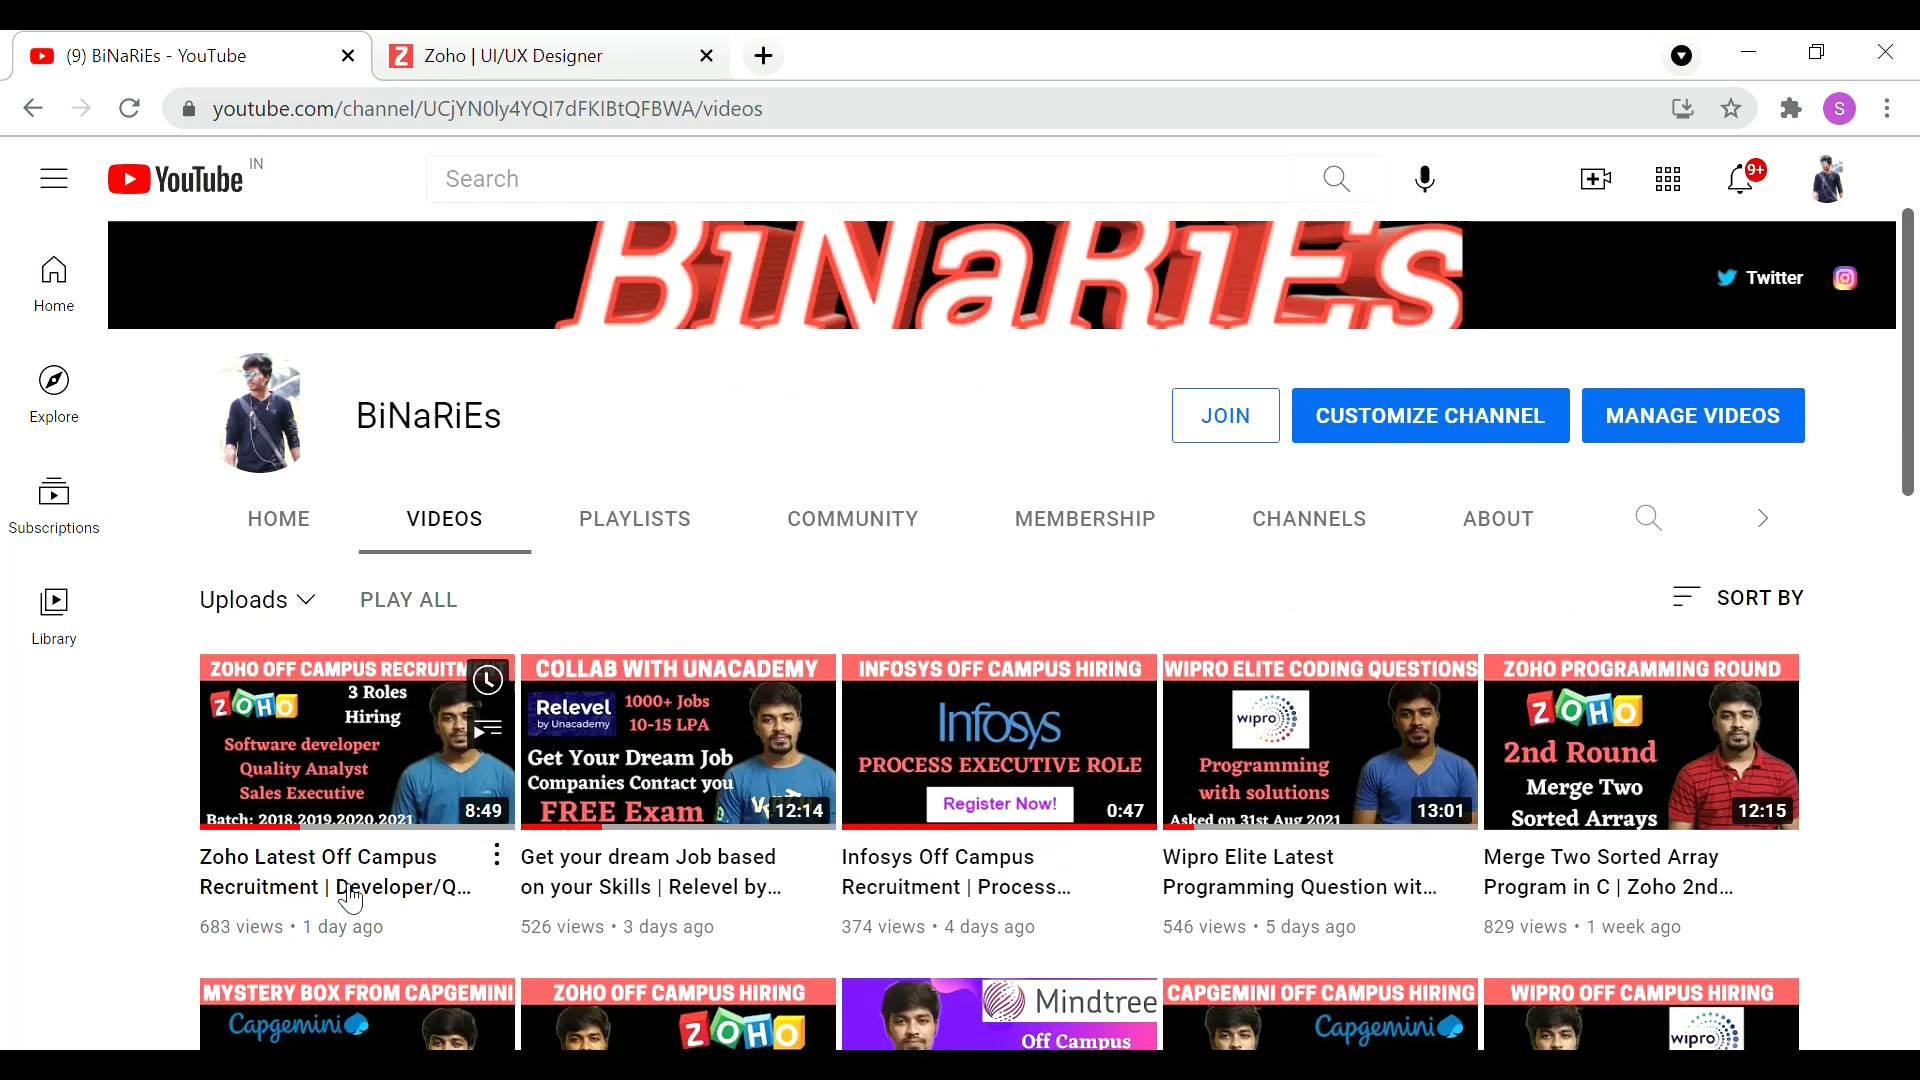 (9) BiNaRiEs - YouTube
Zoho | UI/UX Designer
youtube.com/channel/UCjYN0ly4YQI7dFKIBtQFBWA/videos
S
YouTube IN
Search
9+
BiNaRiEs
Twitter
Home
Explore
Subscriptions
Library
BiNaRiEs
JOIN
CUSTOMIZE CHANNEL
MANAGE VIDEOS
HOME
VIDEOS
PLAYLISTS
COMMUNITY
MEMBERSHIP
CHANNELS
ABOUT
Uploads
PLAY ALL
SORT BY
ZOHO OFF CAMPUS RECRUITM
ZOHO
3 Roles
Hiring
Software developer
Quality Analyst
Sales Executive
Batch: 2018,2019,2020,2021
8:49
Zoho Latest Off Campus
Recruitment | Developer/Q...
683 views • 1 day ago
COLLAB WITH UNACADEMY
Relevel
by Unacademy
1000+ Jobs
10-15 LPA
Get Your Dream Job
Companies Contact you
FREE Exam
12:14
Get your dream Job based
on your Skills | Relevel by...
526 views • 3 days ago
INFOSYS OFF CAMPUS HIRING
Infosys
PROCESS EXECUTIVE ROLE
Register Now!
0:47
Infosys Off Campus
Recruitment | Process...
374 views • 4 days ago
WIPRO ELITE CODING QUESTIONS
wipro
Programming
with solutions
Asked on 31st Aug 2021
13:01
Wipro Elite Latest
Programming Question wit...
546 views • 5 days ago
ZOHO PROGRAMMING ROUND
ZOHO
2nd Round
Merge Two
Sorted Arrays
12:15
Merge Two Sorted Array
Program in C | Zoho 2nd...
829 views • 1 week ago
MYSTERY BOX FROM CAPGEMINI
Capgemini
ZOHO OFF CAMPUS HIRING
ZOHO
Mindtree
Off Campus
CAPGEMINI OFF CAMPUS HIRING
Capgemini
WIPRO OFF CAMPUS HIRING
wipro